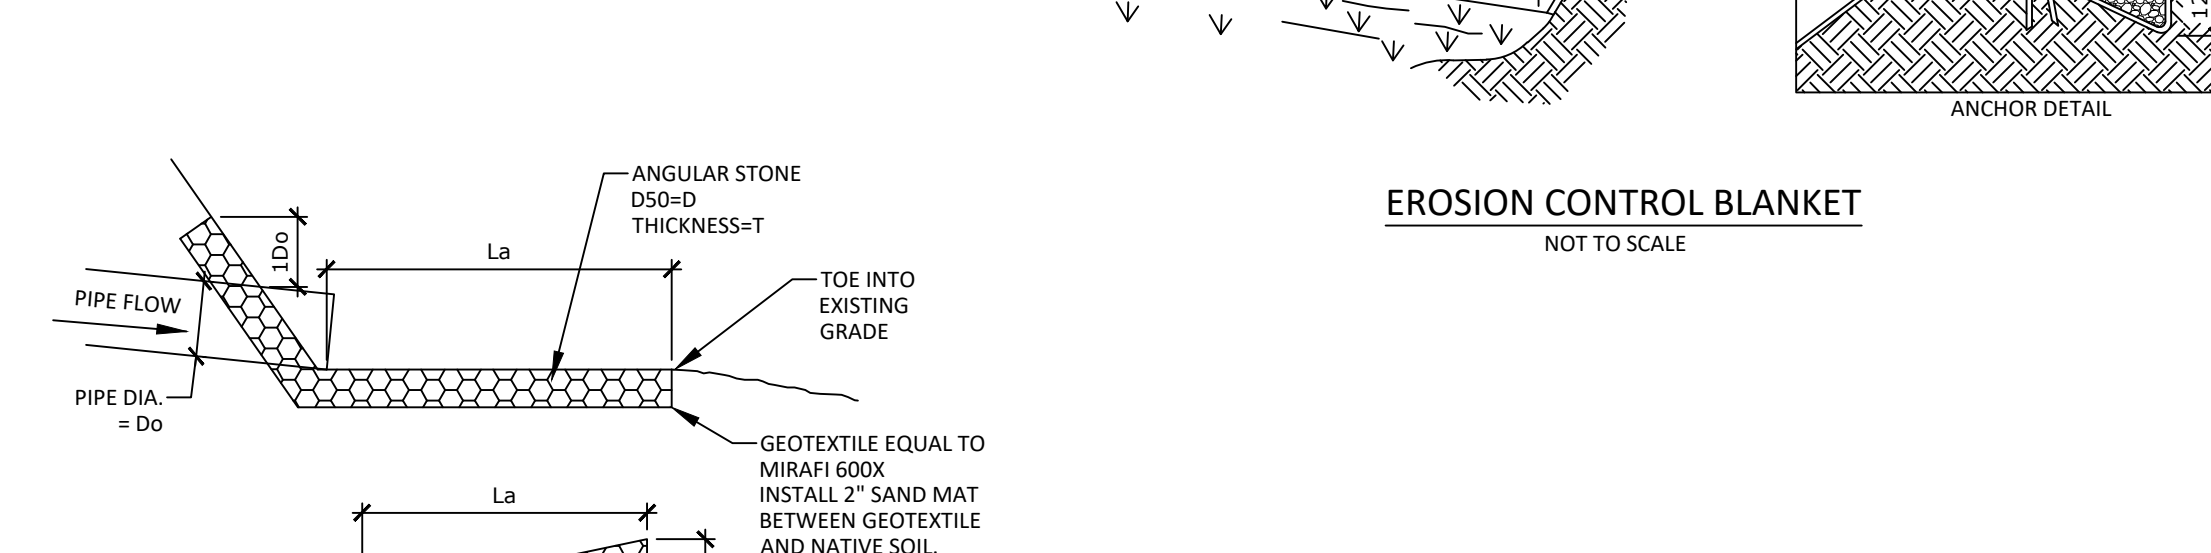 12
ANCHOR DETAIL
EROSION CONTROL BLANKET
NOT TO SCALE
ANGULAR STONE
D50=D
THICKNESS=T
1Do
La
TOE INTO
EXISTING
GRADE
PIPE FLOW
PIPE DIA.
= Do
GEOTEXTILE EQUAL TO
MIRAFI 600X
INSTALL 2" SAND MAT
BETWEEN GEOTEXTILE
AND NATIVE SOIL.
La